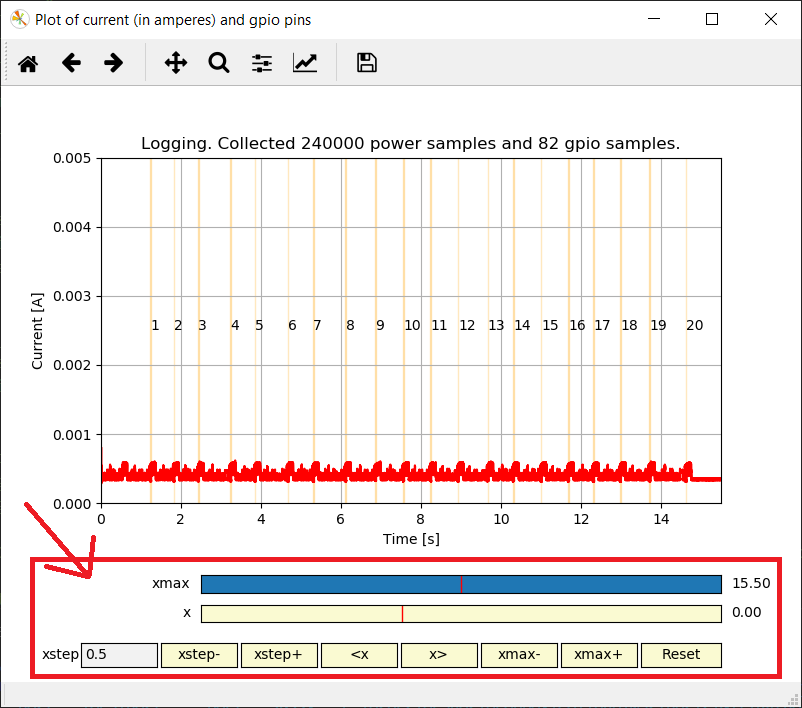 Plot of current (in amperes) and gpio pins
Logging. Collected 240000 power samples and 82 gpio samples.
0.005
0.004
0.003
1 2 3 4 5 6 7 8 9 10 11 12 13 14 15 16 17 18 19 20
Current [A]
0.002
0.001
0.000
0 2 4 6 8 10 12 14
Time [s]
xmax 15.50
x 0.00
xstep 0.5 xstep- xstep+ <x x> xmax- xmax+ Reset